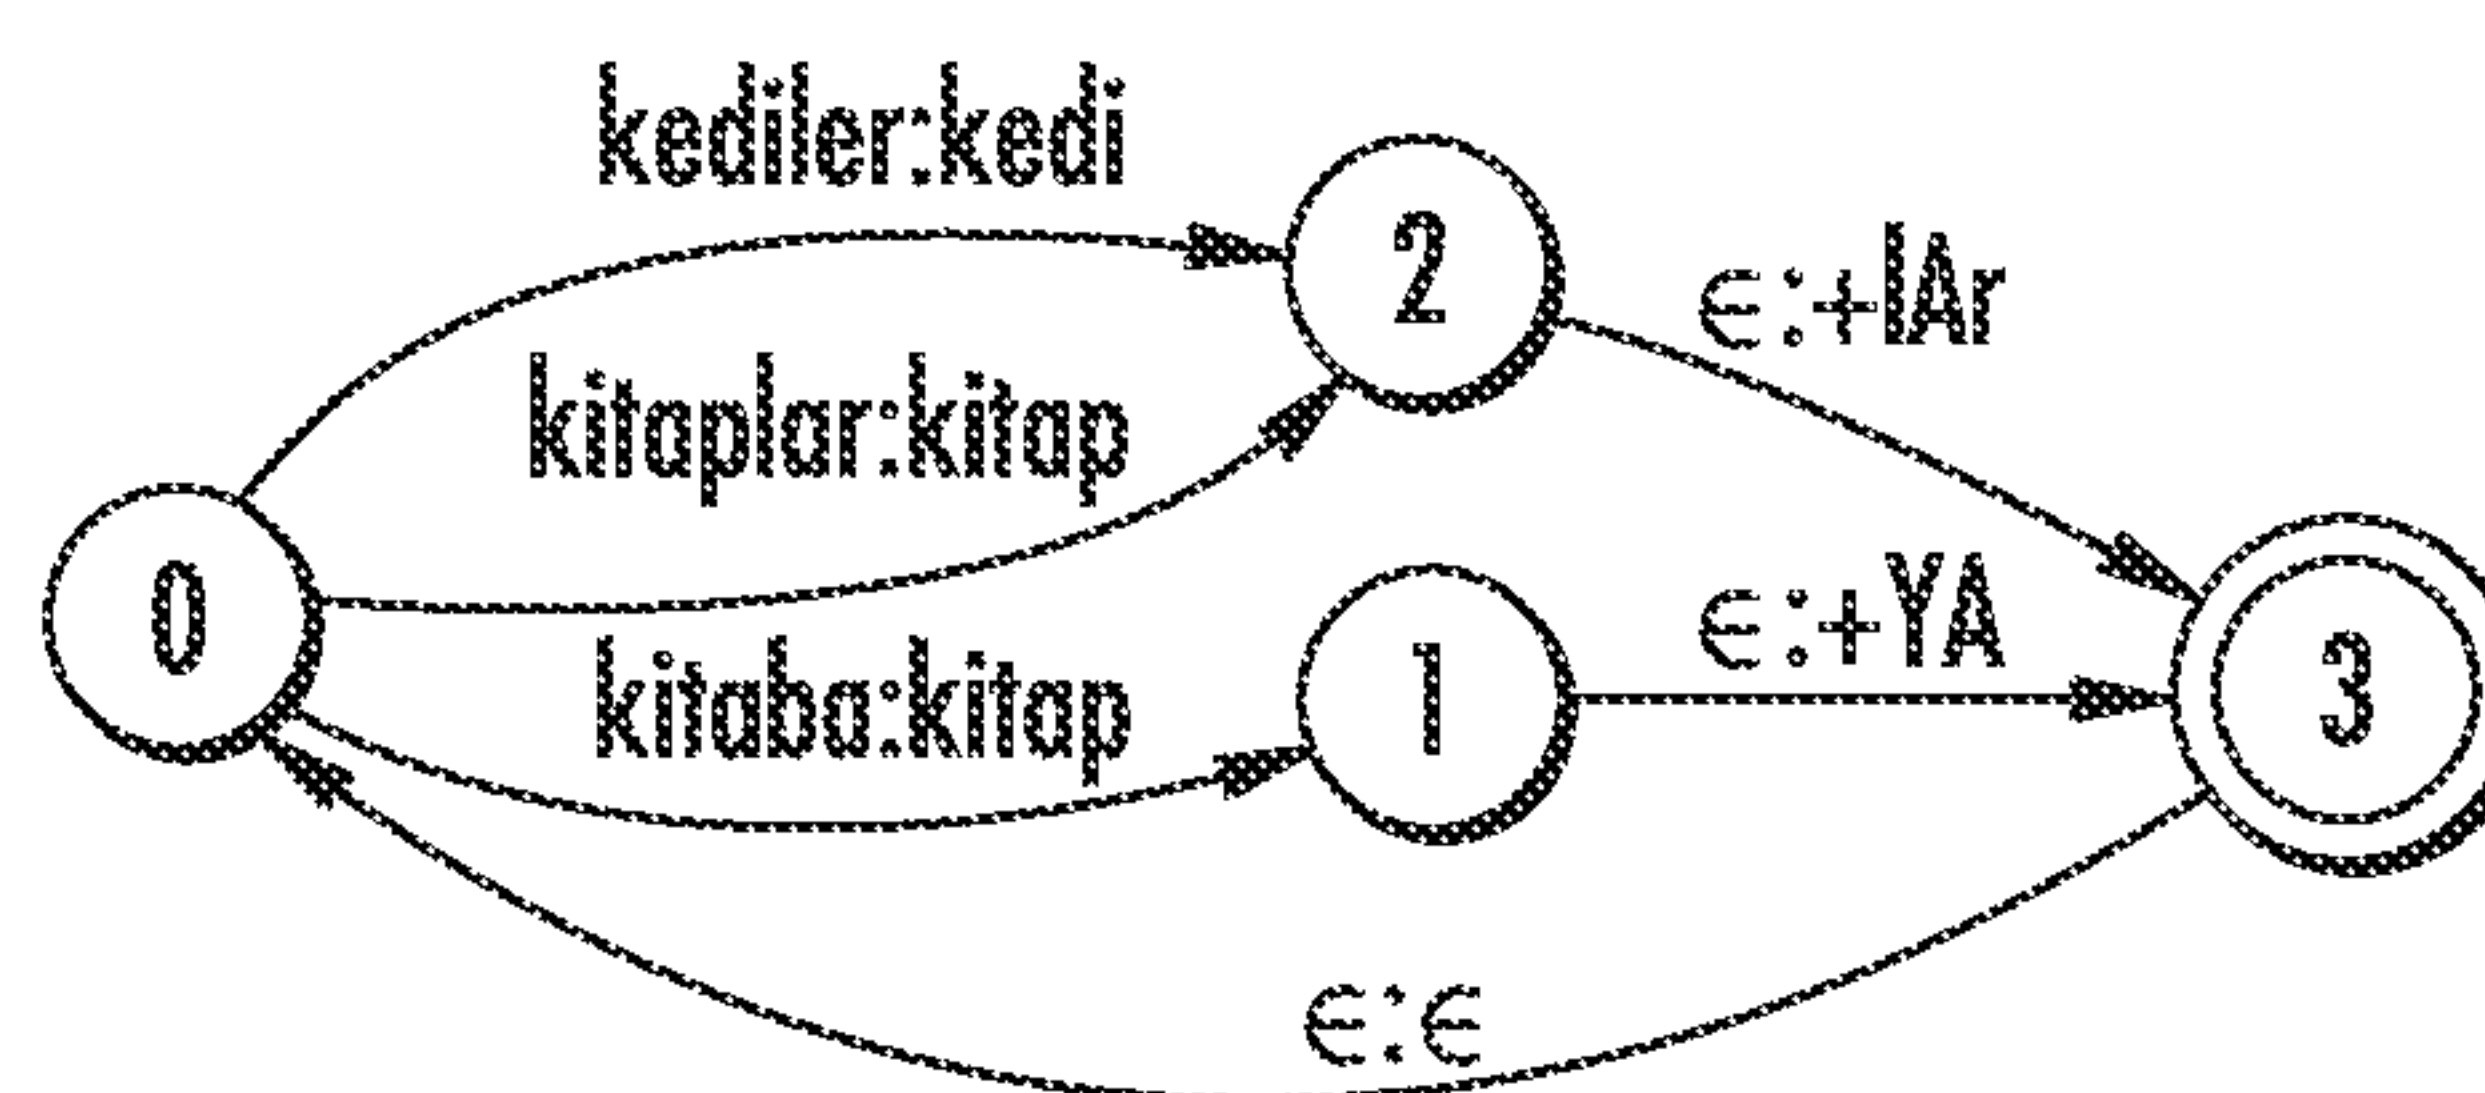 kediler:kedi
2
ϵ:+lAr
kitaplar:kitap
0
ϵ:+YA
kitaba:kitap
1
3
ϵ:ϵ